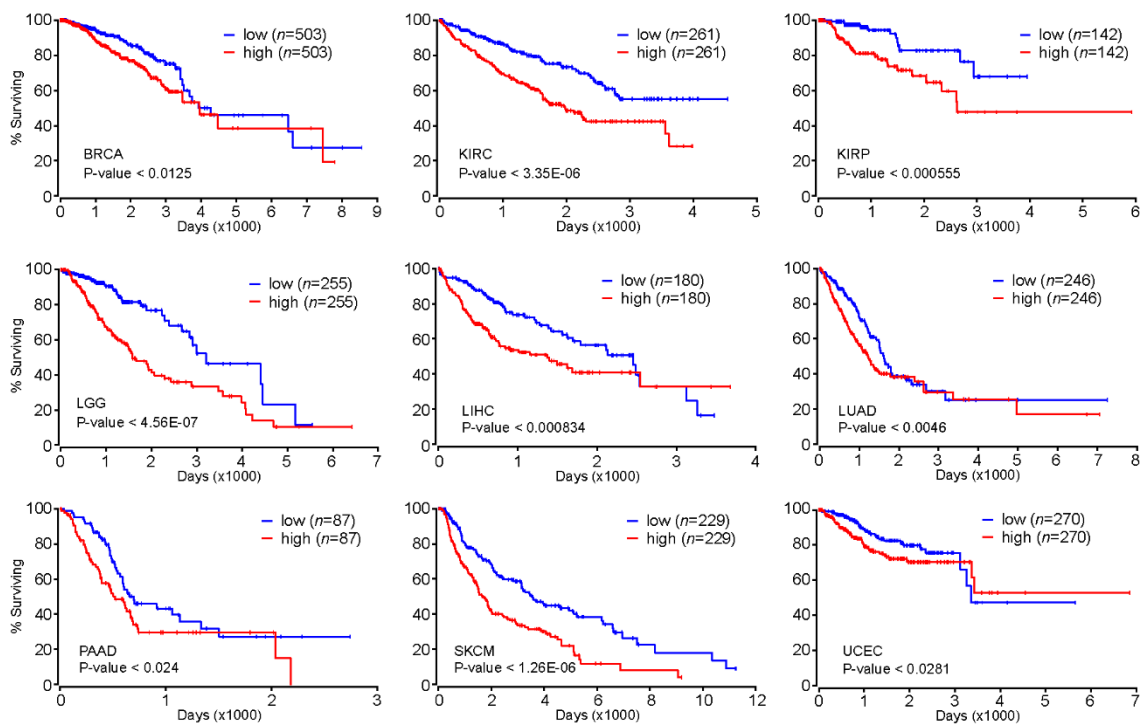 100
80
60
40
20
0
% Surviving
low (n=503)
high (n=503)
BRCA
P-value < 0.0125
0 1 2 3 4 5 6 7 8 9
Days (x1000)
100
80
60
40
20
0
low (n=261)
high (n=261)
KIRC
P-value < 3.35E-06
0 1 2 3 4 5
Days (x1000)
100
80
60
40
20
0
low (n=142)
high (n=142)
KIRP
P-value < 0.000555
0 1 2 3 4 5 6
Days (x1000)
100
80
60
40
20
0
% Surviving
low (n=255)
high (n=255)
LGG
P-value < 4.56E-07
0 1 2 3 4 5 6 7
Days (x1000)
100
80
60
40
20
0
low (n=180)
high (n=180)
LIHC
P-value < 0.000834
0 1 2 3 4
Days (x1000)
100
80
60
40
20
0
low (n=246)
high (n=246)
LUAD
P-value < 0.0046
0 1 2 3 4 5 6 7 8
Days (x1000)
100
80
60
40
20
0
% Surviving
low (n=87)
high (n=87)
PAAD
P-value < 0.024
0 1 2 3
Days (x1000)
100
80
60
40
20
0
low (n=229)
high (n=229)
SKCM
P-value < 1.26E-06
0 2 4 6 8 10 12
Days (x1000)
100
80
60
40
20
0
low (n=270)
high (n=270)
UCEC
P-value < 0.0281
0 1 2 3 4 5 6 7
Days (x1000)